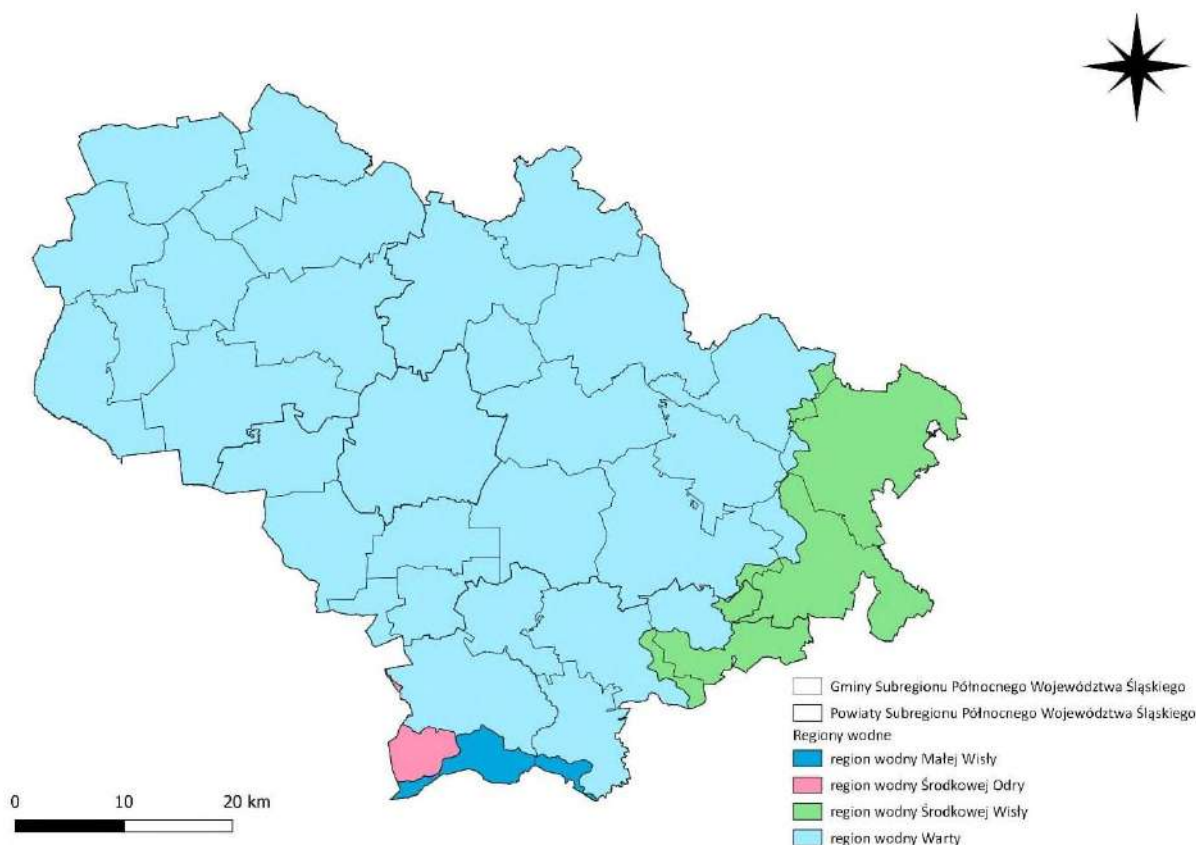 Gminy Subregionu Północnego Województwa Śląskiego
Powiaty Subregionu Północnego Województwa Śląskiego
Regiony wodne
region wodny Małej Wisły
region wodny Środkowej Odry
region wodny Środkowej Wisły
region wodny Warty
0 10 20 km